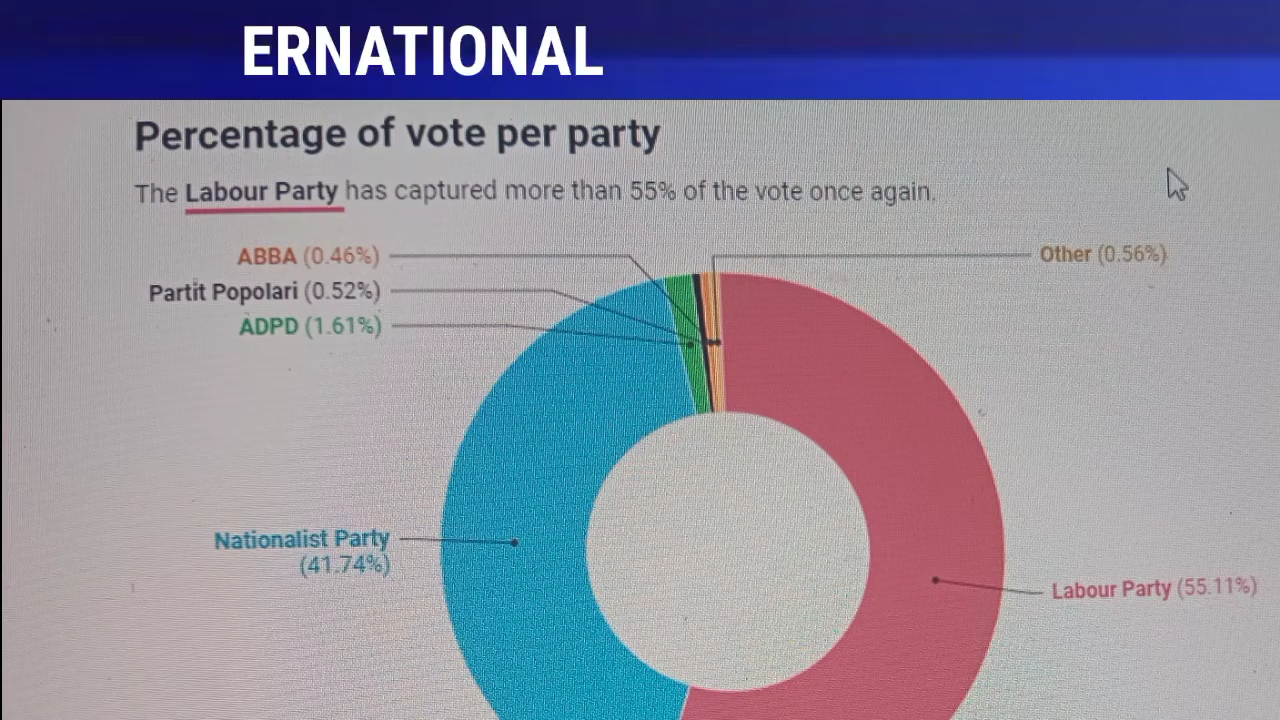 ERNATIONAL
Percentage of vote per party
The Labour Party has captured more than 55% of the vote once again.
ABBA (0.46%)
Other (0.56%)
Partit Popolari (0.52%)
ADPD (1.61%)
Nationalist Party
(41.74%)
Labour Party (55.11%)